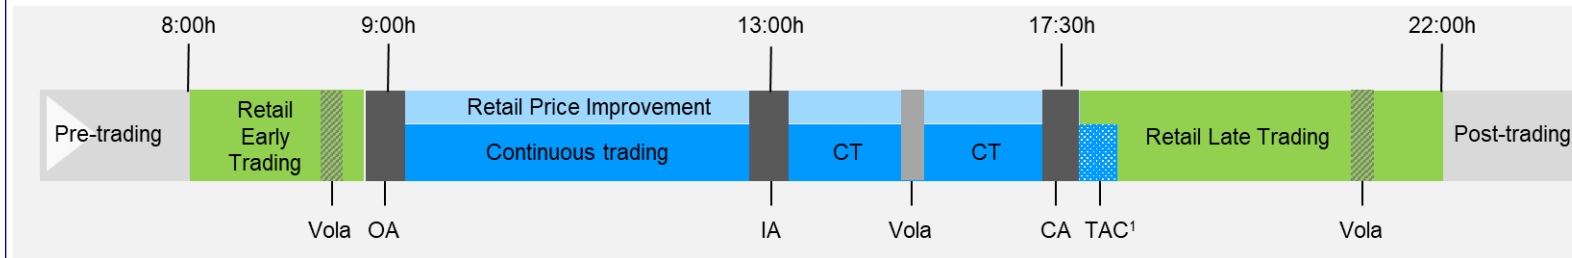 8:00h
9:00h
13:00h
17:30h
22:00h
Pre-trading
Retail
Early
Trading
Retail Price Improvement
Continuous trading
CT
CT
Retail Late Trading
Post-trading
Vola
OA
IA
Vola
CA
TAC¹
Vola